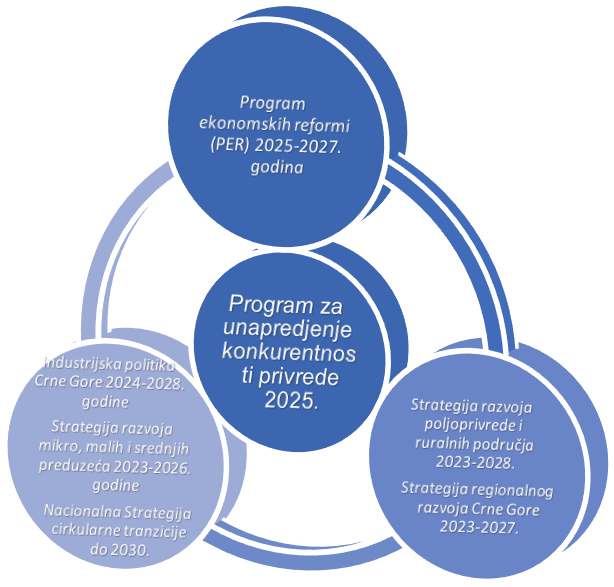 Program
ekonomskih reformi
(PER) 2025-2027.
godina
Program za
unapredjenje
konkurentnos
ti privrede
2025.
Industrijska politika
Crne Gore 2024-2028.
godine
Strategija razvoja
mikro, malih i srednjih
preduzeća 2023-2026.
godine
Nacionalna Strategija
cirkularne tranzicije
do 2030.
Strategija razvoja
poljoprivrede i
ruralnih područja
2023-2028.
Strategija regionalnog
razvoja Crne Gore
2023-2027.